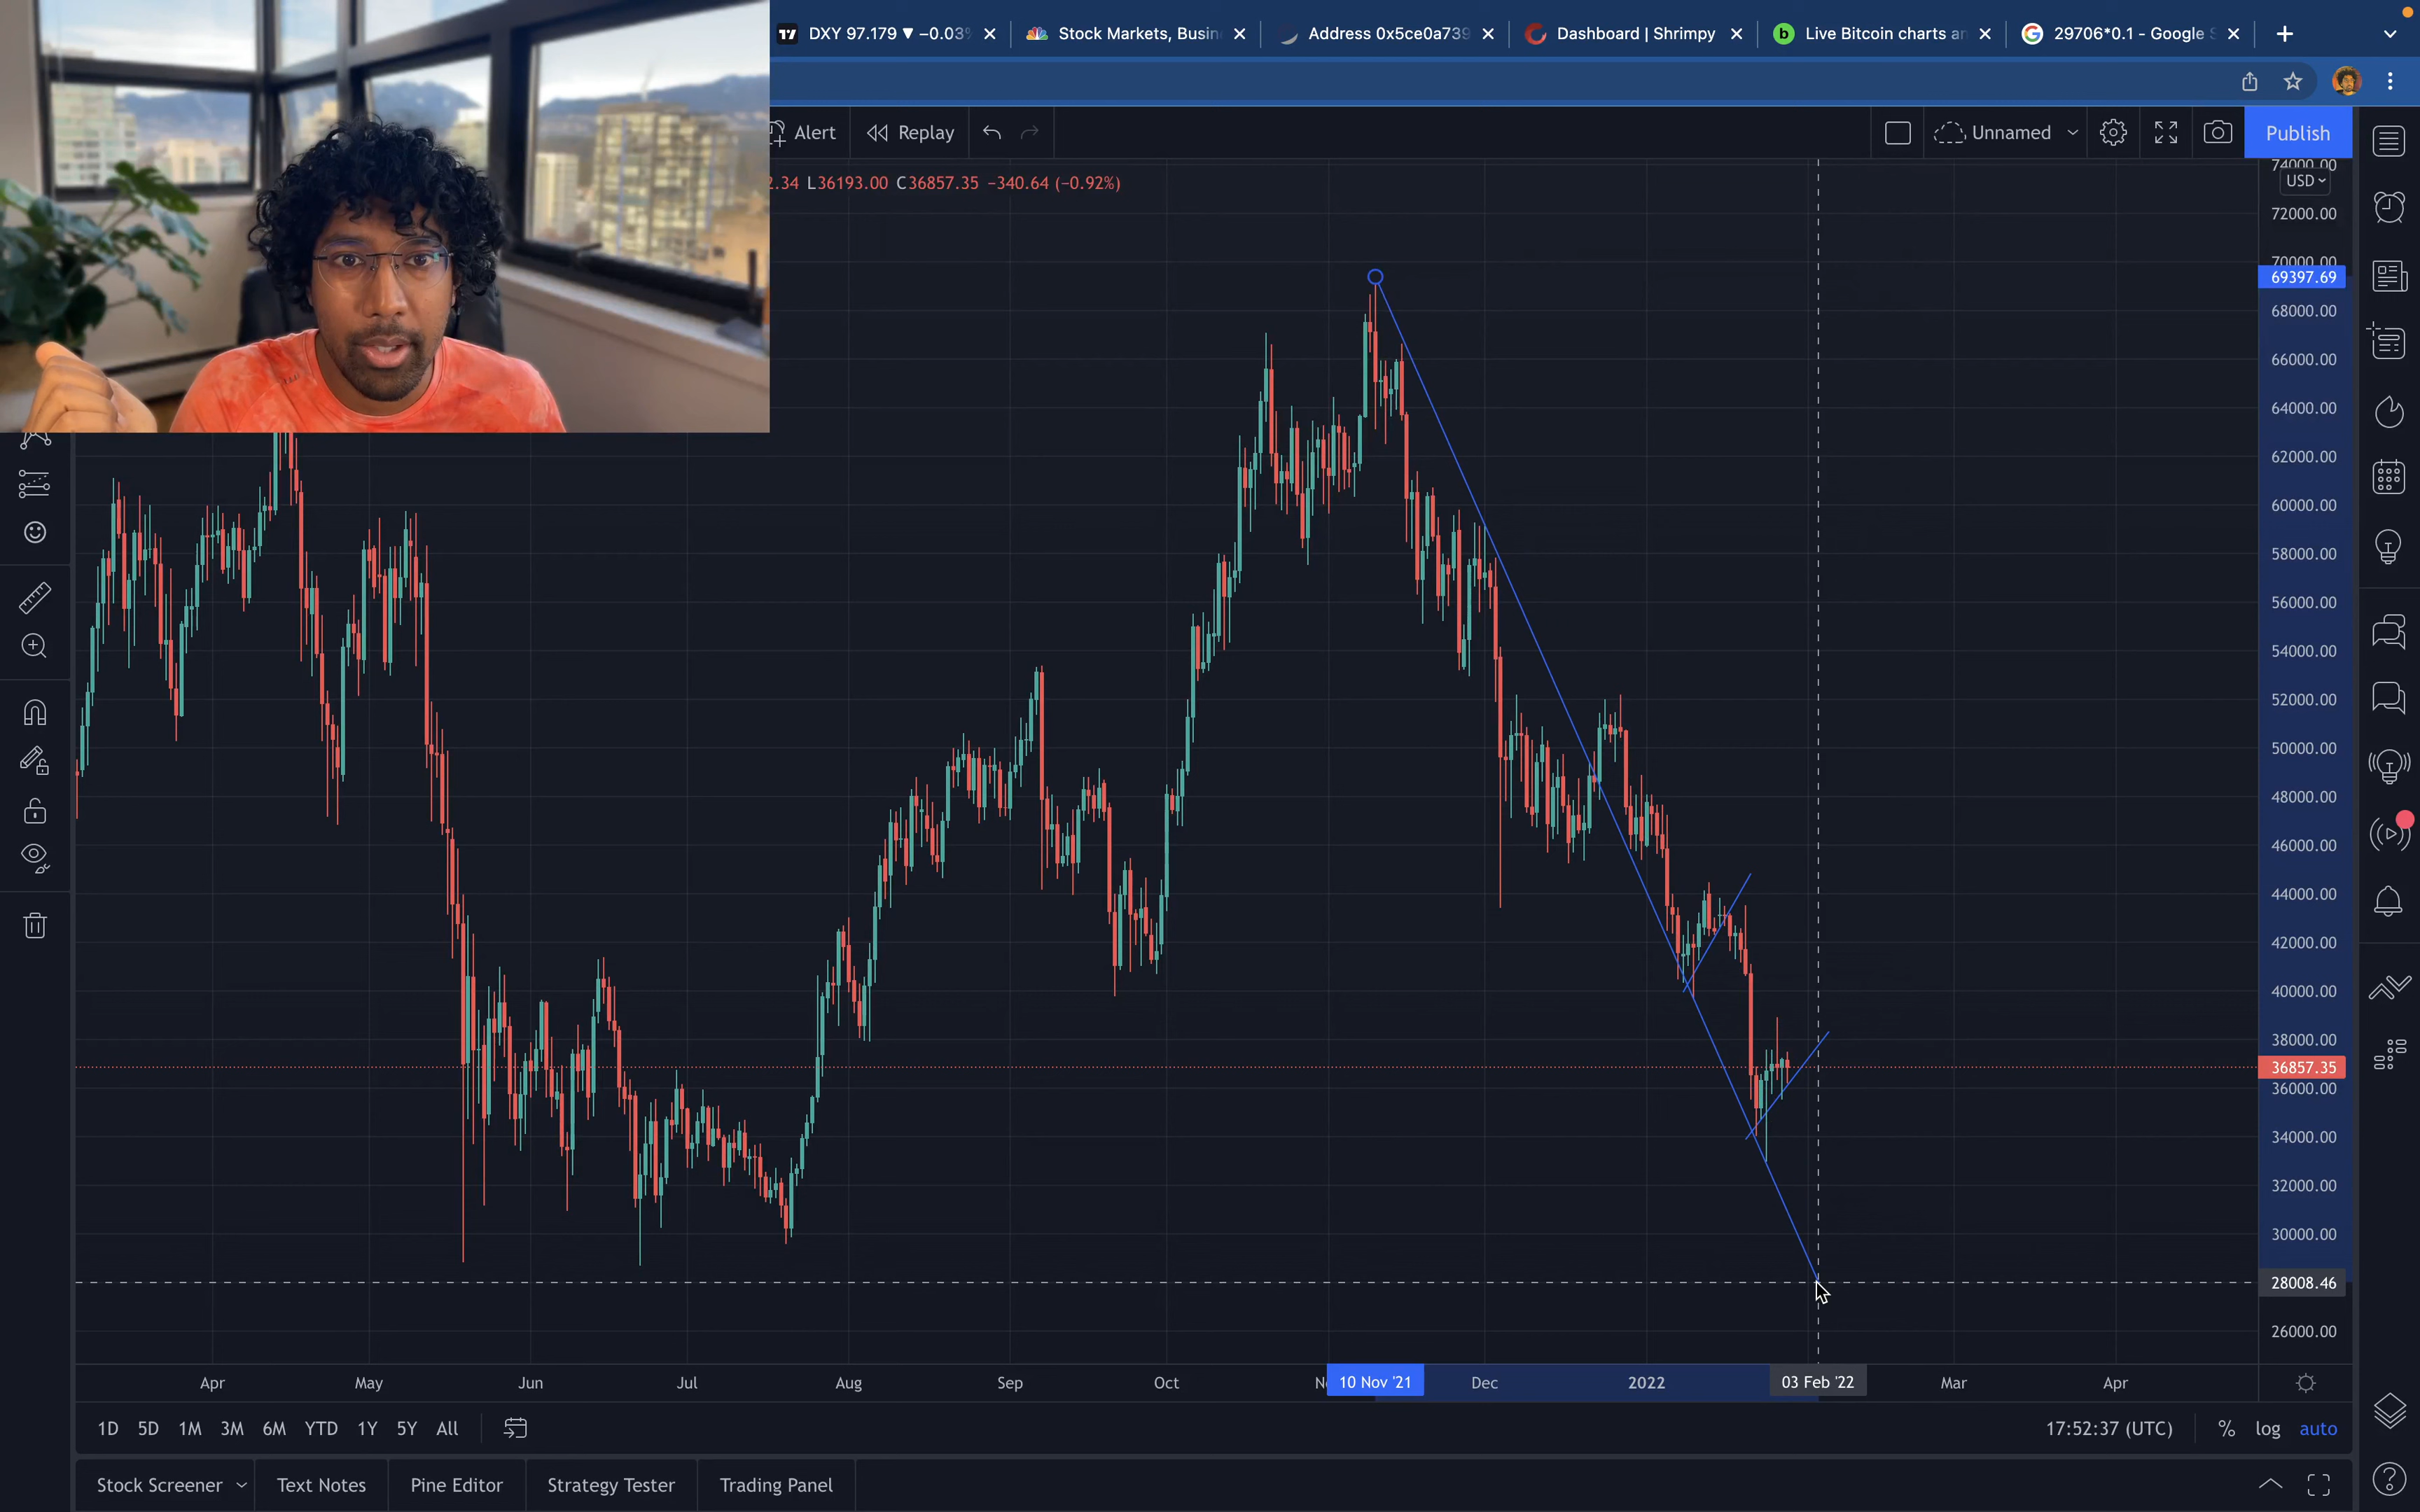 DXY 97.179 ▼ −0.03%
Stock Markets, Busin
Address 0x5ce0a739
Dashboard | Shrimpy
Live Bitcoin charts an
29706*0.1 - Google S
Alert
Replay
Unnamed
Publish
2.34 L36193.00 C36857.35 −340.64 (−0.92%)
74000.00
USD
72000.00
70000.00
69397.69
68000.00
66000.00
64000.00
62000.00
60000.00
58000.00
56000.00
54000.00
52000.00
50000.00
48000.00
46000.00
44000.00
42000.00
40000.00
38000.00
36857.35
36000.00
34000.00
32000.00
30000.00
28008.46
26000.00
Apr May Jun Jul Aug Sep Oct N 10 Nov '21 Dec 2022 03 Feb '22 Mar Apr
1D 5D 1M 3M 6M YTD 1Y 5Y All 17:52:37 (UTC) % log auto
Stock Screener Text Notes Pine Editor Strategy Tester Trading Panel